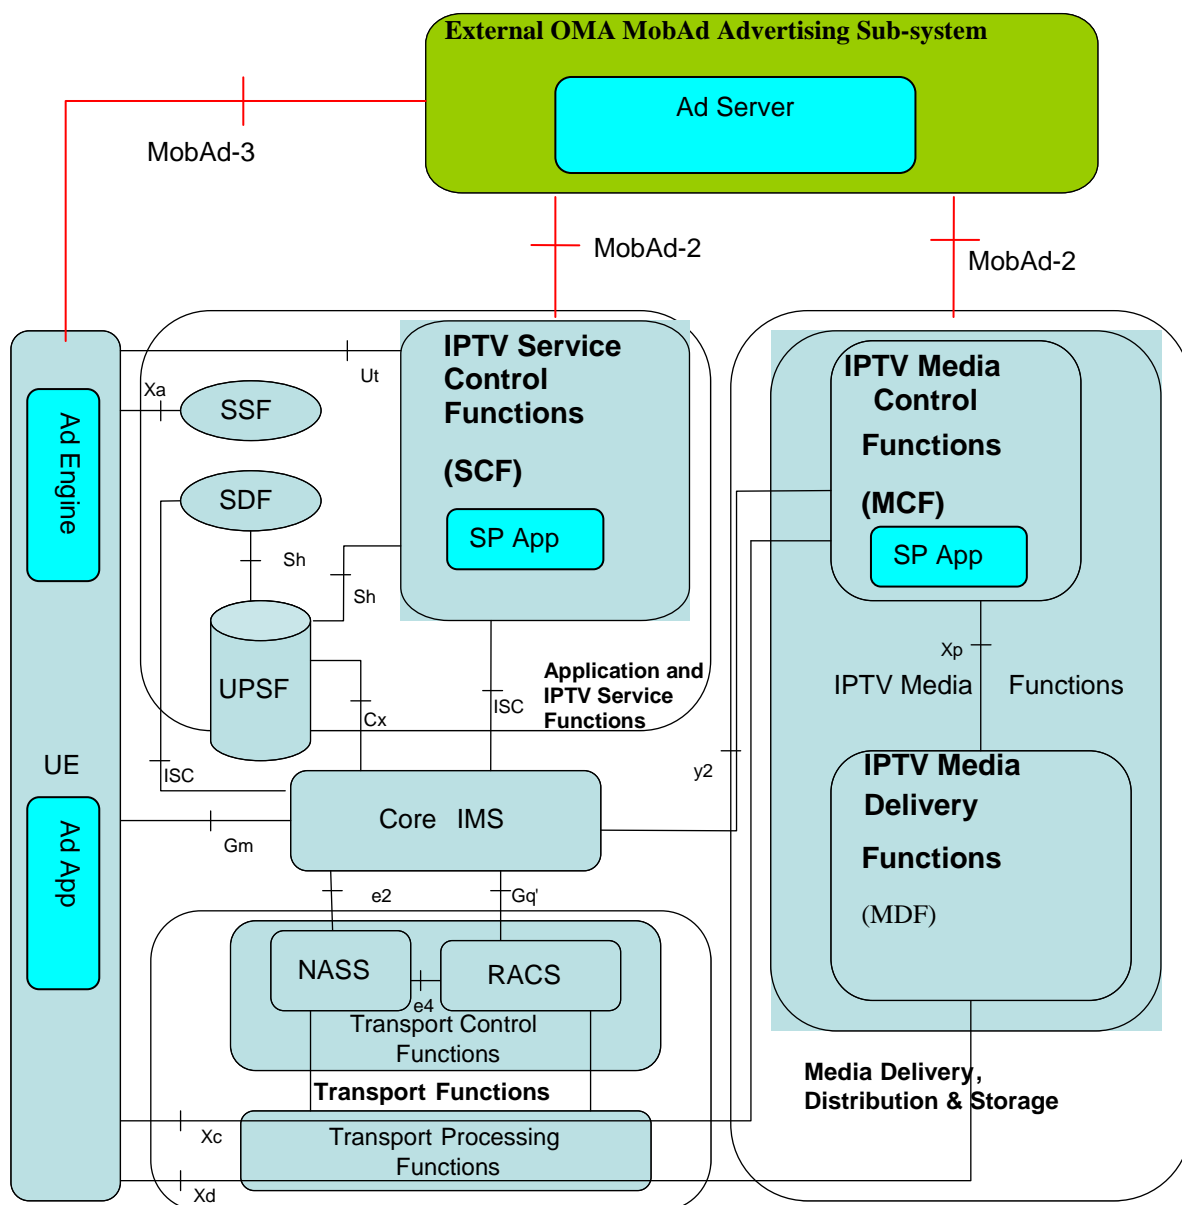 External OMA MobAd Advertising Sub-system
Ad Server
MobAd-3
MobAd-2
MobAd-2
IPTV Service
Control
Functions
(SCF)
SP App
IPTV Media
Control
Functions
(MCF)
SP App
Ut
Xa
SSF
SDF
Ad Engine
Sh
Sh
UPSF
Cx
ISC
ISC
Application and
IPTV Service
Functions
Xp
IPTV Media Functions
UE
Ad App
y2
IPTV Media
Delivery
Functions
(MDF)
Core IMS
Gm
e2
Gq'
NASS
RACS
e4
Transport Control
Functions
Transport Functions
Transport Processing
Functions
Media Delivery,
Distribution & Storage
Xc
Xd